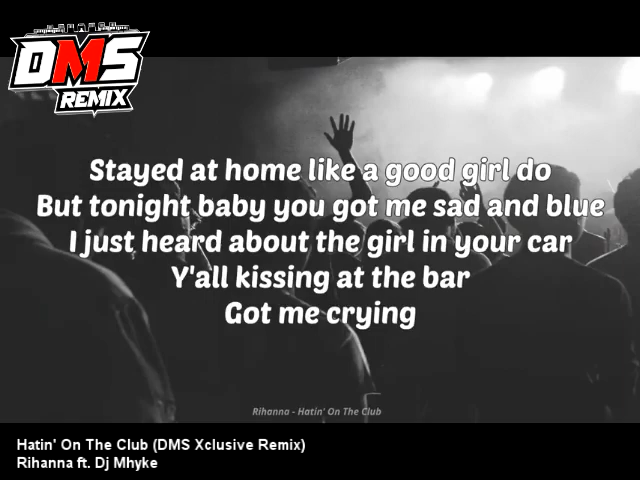 DMS
REMIX
Stayed at home like a good girl do
But tonight baby you got me sad and blue
I just heard about the girl in your car
Y'all kissing at the bar
Got me crying
Rihanna - Hatin' On The Club
Hatin' On The Club (DMS Xclusive Remix)
Rihanna ft. Dj Mhyke